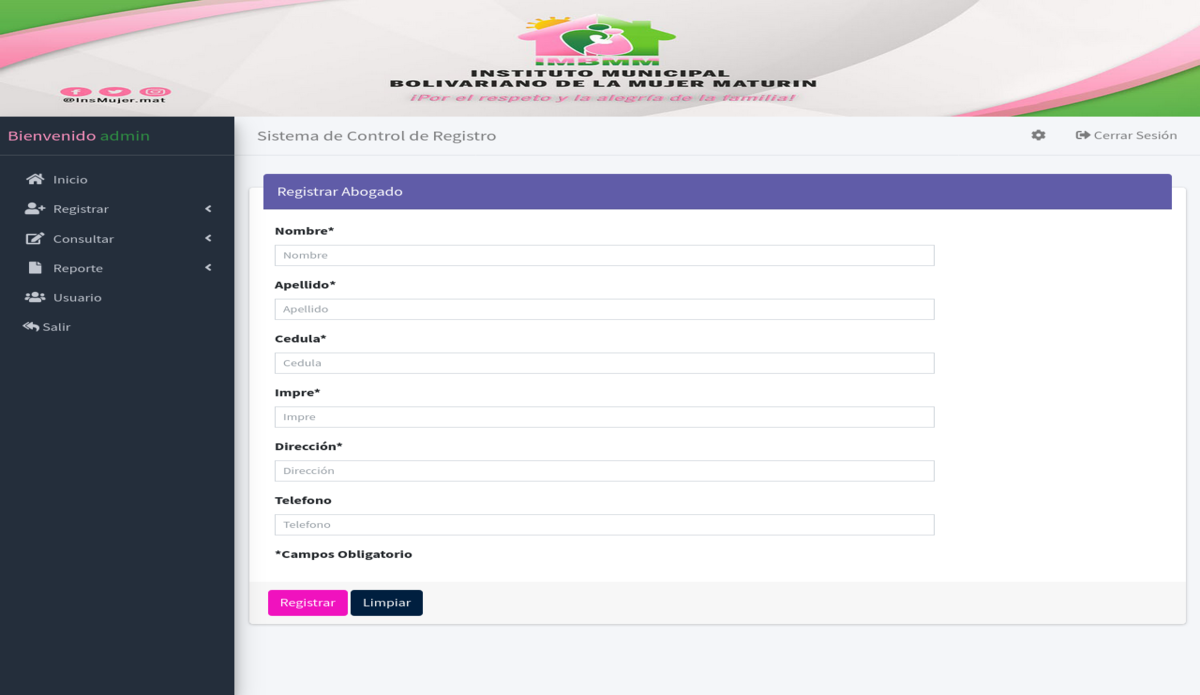 IMBMM
INSTITUTO MUNICIPAL
BOLIVARIANO DE LA MUJER MATURIN
¡Por el respeto y la alegría de la familia!
@InsMujer.mat
Bienvenido admin
Sistema de Control de Registro
Cerrar Sesión
Inicio
Registrar
Consultar
Reporte
Usuario
Salir
Registrar Abogado
Nombre*
Nombre
Apellido*
Apellido
Cedula*
Cedula
Impre*
Impre
Dirección*
Dirección
Telefono
Telefono
*Campos Obligatorio
Registrar
Limpiar